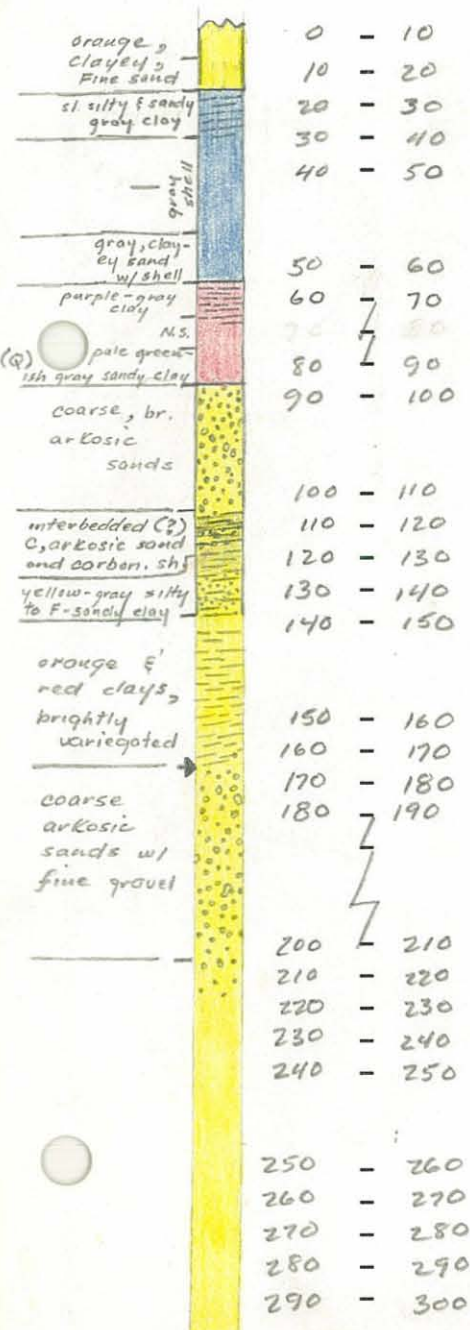 orange,
clayey,
Fine sand
sl. silty & sandy
gray clay
shell
hash
gray, clay-
ey sand
w/ shell
purple-gray
clay
N.S.
(Q) pale green-
ish gray sandy clay
coarse, br.
arkosic
sands
interbedded (?)
C, arkosic sand
and carbon. sh.
yellow-gray silty
to F-sandy clay
orange &
red clays,
brightly
variegated
coarse
arkosic
sands w/
fine gravel
0 - 10
10 - 20
20 - 30
30 - 40
40 - 50
50 - 60
60 - 70
70 - 80
80 - 90
90 - 100
100 - 110
110 - 120
120 - 130
130 - 140
140 - 150
150 - 160
160 - 170
170 - 180
180 - 190
200 - 210
210 - 220
220 - 230
230 - 240
240 - 250
250 - 260
260 - 270
270 - 280
280 - 290
290 - 300